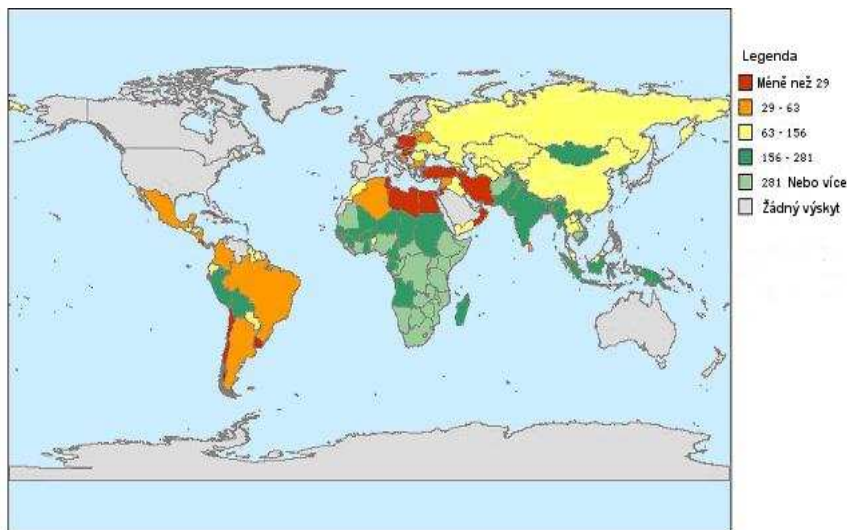 Legenda
Méně než 29
29 - 63
63 - 156
156 - 281
281 Nebo více
Žádný výskyt